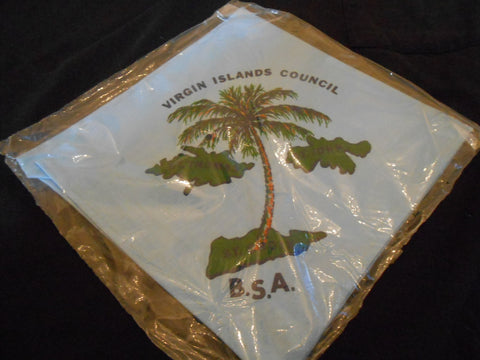 VIRGIN ISLANDS COUNCIL
B.S.A.